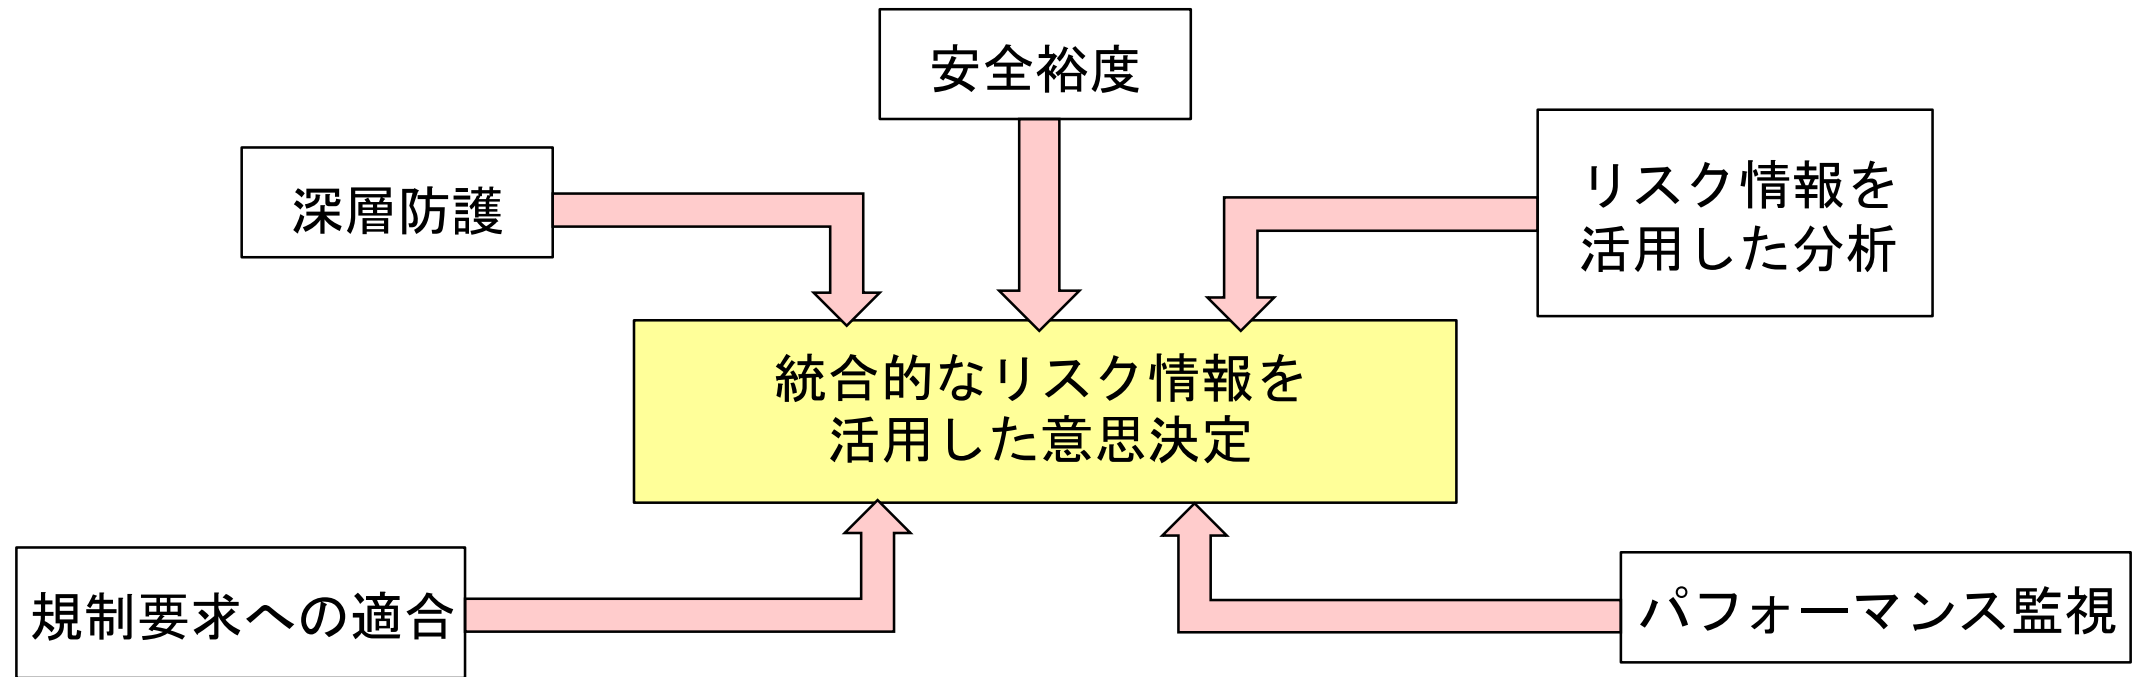 安全裕度
深層防護
リスク情報を
活用した分析
統合的なリスク情報を
活用した意思決定
規制要求への適合
パフォーマンス監視